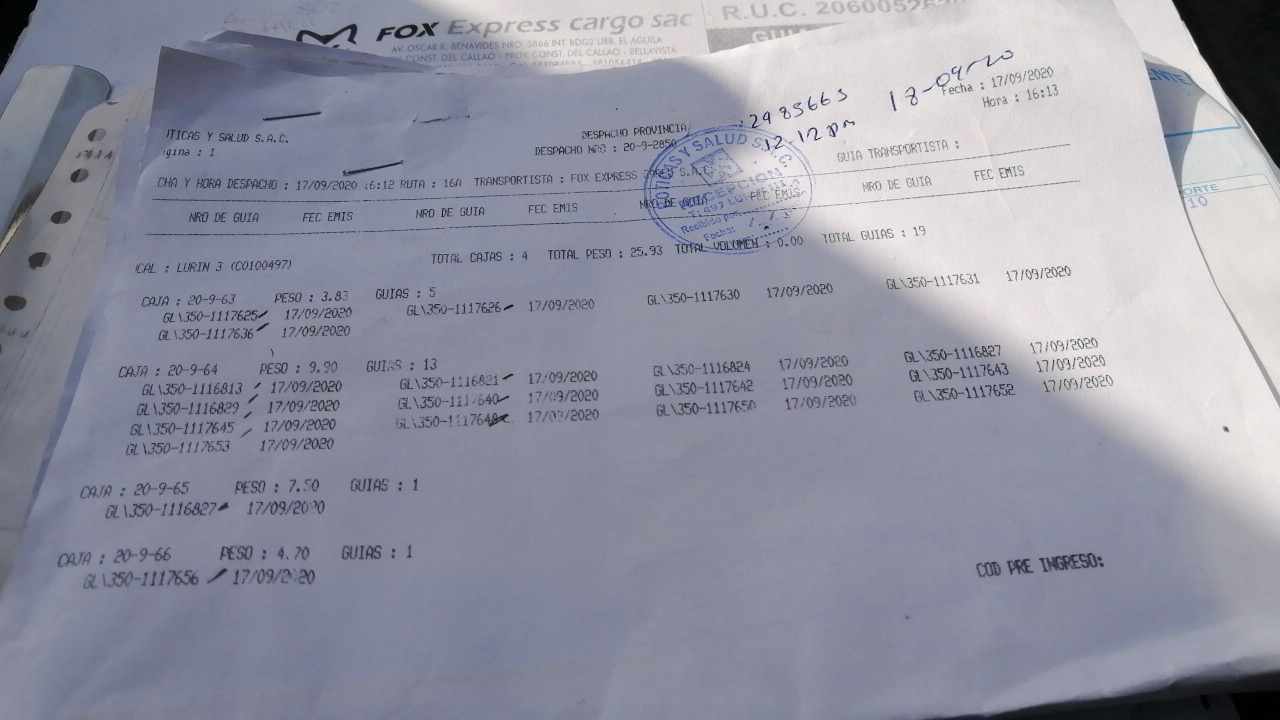 FOX Express cargo sac
R.U.C. 2060052
AV. OSCAR R. BENAVIDES NRO. 3866 INT. BDG2 URB. EL AGUILA
CONST. DEL CALLAO - PROV. CONST. DEL CALLAO - BELLAVISTA
:2985663 18-09-20
12:12pm
Fecha : 17/09/2020
Hora : 16:13
TICAS Y SALUD S.A.C.
gina : 1
DESPACHO PROVINCIA
DESPACHO NRO : 20-9-2850
GUIA TRANSPORTISTA :
CHA Y HORA DESPACHO : 17/09/2020 16:12 RUTA : 16A TRANSPORTISTA : FOX EXPRESS S.A.C.
NRO DE GUIA FEC EMIS NRO DE GUIA FEC EMIS NRO DE GUIA FEC EMIS NRO DE GUIA FEC EMIS
BOTICAS Y SALUD S.A.C.
RECEPCION
Recibido por:
Fecha:
CAL : LURIN 3 (C0100497) TOTAL CAJAS : 4 TOTAL PESO : 25.93 TOTAL VOLUMEN : 0.00 TOTAL GUIAS : 19
CAJA : 20-9-63 PESO : 3.83 GUIAS : 5
GL\350-1117625 17/09/2020 GL\350-1117626 17/09/2020 GL\350-1117630 17/09/2020 GL\350-1117631 17/09/2020
GL\350-1117636 17/09/2020
CAJA : 20-9-64 PESO : 9.90 GUIAS : 13
GL\350-1116813 17/09/2020 GL\350-1116821 17/09/2020 GL\350-1116824 17/09/2020 GL\350-1116827 17/09/2020
GL\350-1116829 17/09/2020 GL\350-1117640 17/09/2020 GL\350-1117642 17/09/2020 GL\350-1117643 17/09/2020
GL\350-1117645 17/09/2020 GL\350-1117648 17/09/2020 GL\350-1117650 17/09/2020 GL\350-1117652 17/09/2020
GL\350-1117653 17/09/2020
CAJA : 20-9-65 PESO : 7.50 GUIAS : 1
GL\350-1116827 17/09/2020
CAJA : 20-9-66 PESO : 4.70 GUIAS : 1
GL\350-1117656 17/09/2020
COD PRE INGRESO: